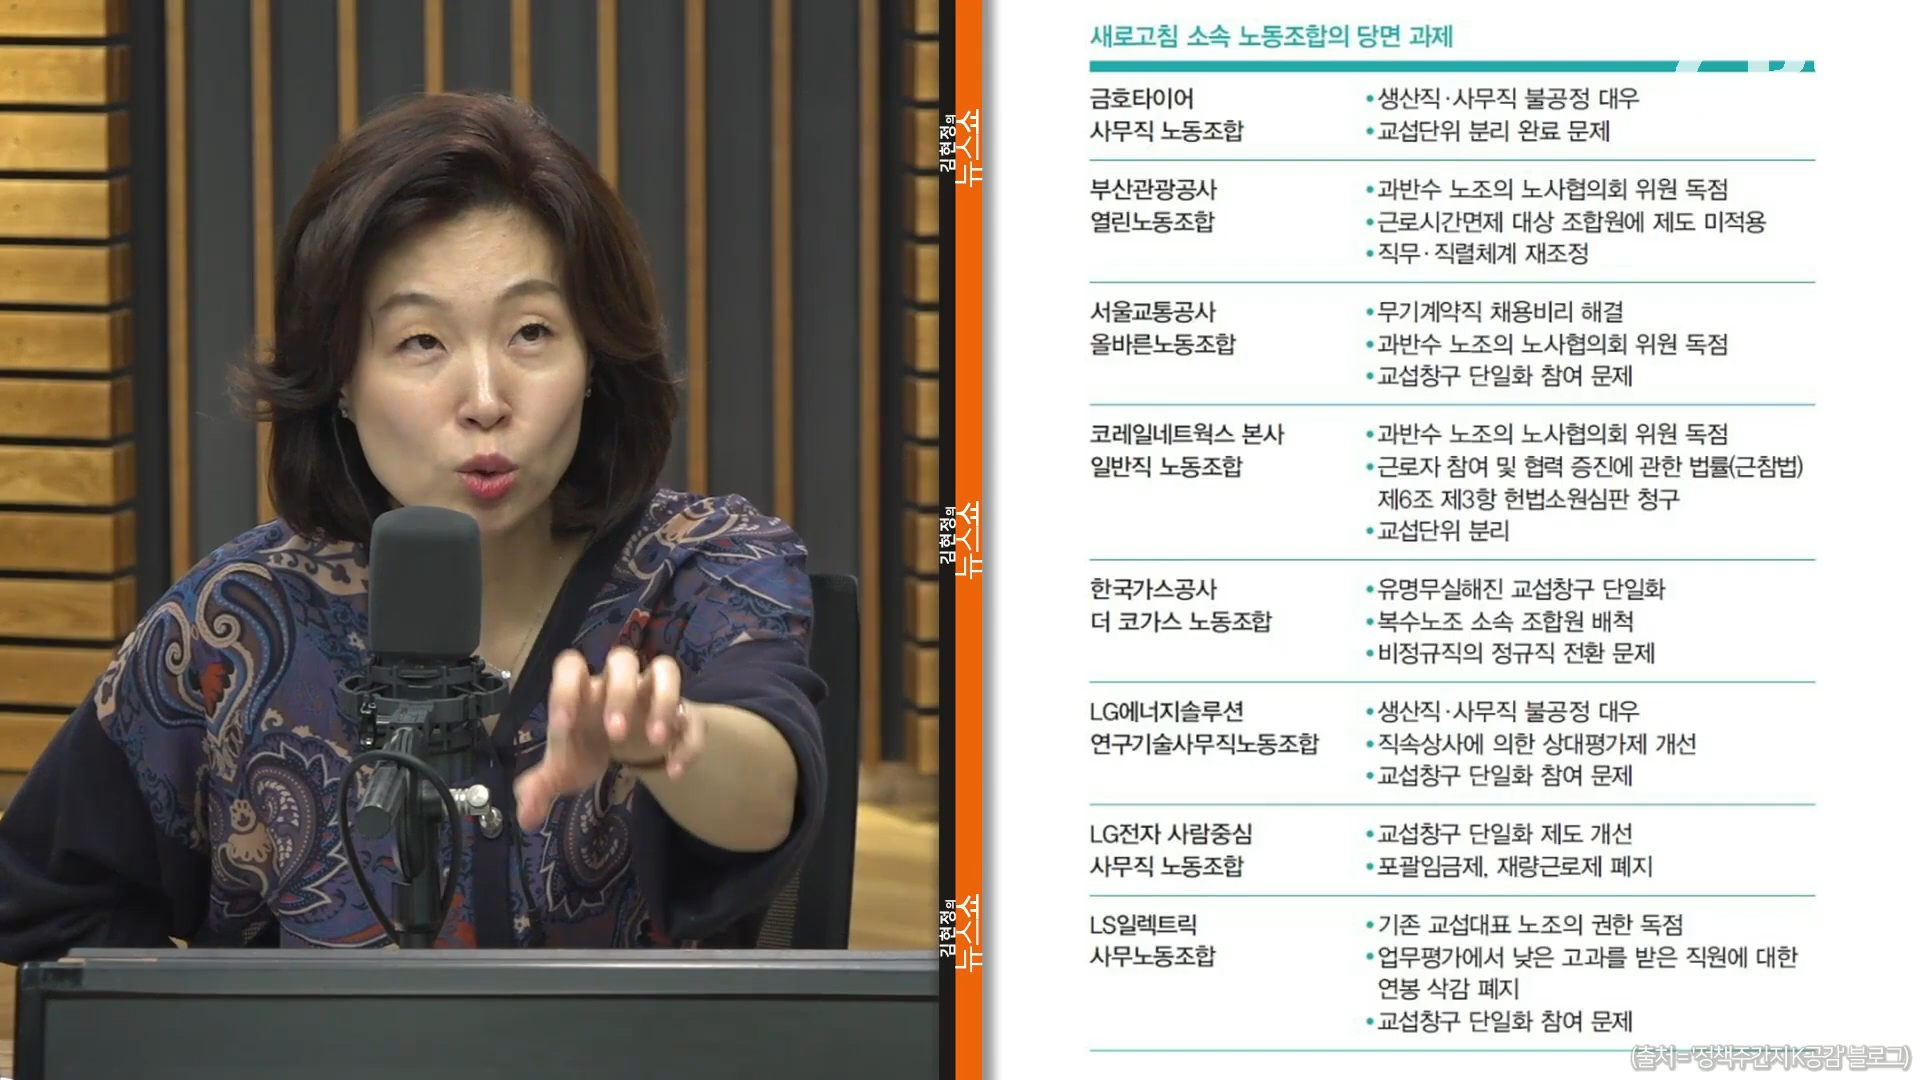 김현정의
뉴스쇼
김현정의
뉴스쇼
김현정의
뉴스쇼
새로고침 소속 노동조합의 당면 과제
금호타이어
사무직 노동조합
•생산직·사무직 불공정 대우
•교섭단위 분리 완료 문제
부산관광공사
열린노동조합
•과반수 노조의 노사협의회 위원 독점
•근로시간면제 대상 조합원에 제도 미적용
•직무·직렬체계 재조정
서울교통공사
올바른노동조합
•무기계약직 채용비리 해결
•과반수 노조의 노사협의회 위원 독점
•교섭창구 단일화 참여 문제
코레일네트웍스 본사
일반직 노동조합
•과반수 노조의 노사협의회 위원 독점
•근로자 참여 및 협력 증진에 관한 법률(근참법)
제6조 제3항 헌법소원심판 청구
•교섭단위 분리
한국가스공사
더 코가스 노동조합
•유명무실해진 교섭창구 단일화
•복수노조 소속 조합원 배척
•비정규직의 정규직 전환 문제
LG에너지솔루션
연구기술사무직노동조합
•생산직·사무직 불공정 대우
•직속상사에 의한 상대평가제 개선
•교섭창구 단일화 참여 문제
LG전자 사람중심
사무직 노동조합
•교섭창구 단일화 제도 개선
•포괄임금제, 재량근로제 폐지
LS일렉트릭
사무노동조합
•기존 교섭대표 노조의 권한 독점
•업무평가에서 낮은 고과를 받은 직원에 대한
연봉 삭감 폐지
•교섭창구 단일화 참여 문제
(출처='정책주간지 K공감' 블로그)